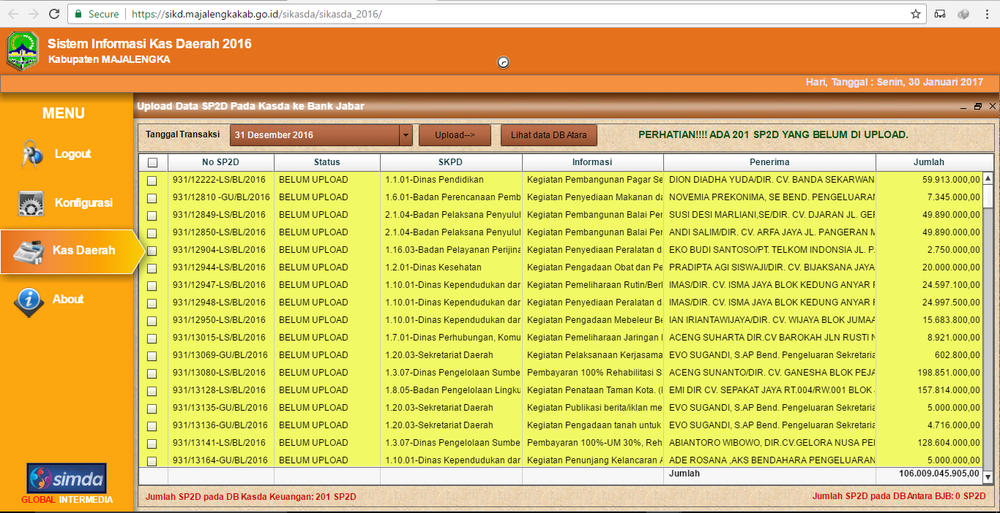 Secure https://sikd.majalengkakab.go.id/sikasda/sikasda_2016/
Sistem Informasi Kas Daerah 2016
Kabupaten MAJALENGKA
Hari, Tanggal : Senin, 30 Januari 2017
MENU
Logout
Konfigurasi
Kas Daerah
About
simda
GLOBAL INTERMEDIA
Upload Data SP2D Pada Kasda ke Bank Jabar
Tanggal Transaksi 31 Desember 2016 Upload--> Lihat data DB Atara PERHATIAN!!!! ADA 201 SP2D YANG BELUM DI UPLOAD.
No SP2D Status SKPD Informasi Penerima Jumlah
931/12222-LS/BL/2016 BELUM UPLOAD 1.1.01-Dinas Pendidikan Kegiatan Pembangunan Pagar Se DION DIADHA YUDA/DIR. CV. BANDA SEKARWAN 59.913.000,00
931/12810 -GU/BL/2016 BELUM UPLOAD 1.6.01-Badan Perencanaan Pemb Kegiatan Penyediaan Makanan da NOVEMIA PREKONIMA, SE BEND. PENGELUARAN 7.345.000,00
931/12849-LS/BL/2016 BELUM UPLOAD 2.1.04-Badan Pelaksana Penyulul Kegiatan Pembangunan Balai Per SUSI DESI MARLIANI,SE/DIR. CV. DJARAN JL. GER 49.890.000,00
931/12850-LS/BL/2016 BELUM UPLOAD 2.1.04-Badan Pelaksana Penyulul Kegiatan Pembangunan Balai Per ANDI SALIM/DIR. CV. ARFA JAYA JL. PANGERAN M 49.890.000,00
931/12904-LS/BL/2016 BELUM UPLOAD 1.16.03-Badan Pelayanan Perijina Kegiatan Penyediaan Peralatan da EKO BUDI SANTOSO/PT. TELKOM INDONSIA JL. P. 2.750.000,00
931/12944-LS/BL/2016 BELUM UPLOAD 1.2.01-Dinas Kesehatan Kegiatan Pengadaan Obat dan Pe PRADIPTA AGI SISWAJI/DIR. CV. BIJAKSANA JAYA 20.000.000,00
931/12947-LS/BL/2016 BELUM UPLOAD 1.10.01-Dinas Kependudukan dar Kegiatan Pemeliharaan Rutin/Berl IMAS/DIR. CV. ISMA JAYA BLOK KEDUNG ANYAR 24.597.100,00
931/12948-LS/BL/2016 BELUM UPLOAD 1.10.01-Dinas Kependudukan dar Kegiatan Penyediaan Peralatan da IMAS/DIR. CV. ISMA JAYA BLOK KEDUNG ANYAR 24.997.500,00
931/12950-LS/BL/2016 BELUM UPLOAD 1.10.01-Dinas Kependudukan dar Kegiatan Pengadaan Mebeleur Be IAN IRIANTAWIJAYA/DIR. CV. WIJAYA BLOK JUMAA 15.683.800,00
931/13015-LS/BL/2016 BELUM UPLOAD 1.7.01-Dinas Perhubungan, Komu Kegiatan Pemeliharaan Jaringan ACENG SUHARTA DIR.CV BAROKAH JLN RUSTI 8.921.000,00
931/13069-GU/BL/2016 BELUM UPLOAD 1.20.03-Sekretariat Daerah Kegiatan Pelaksanaan Kerjasama EVO SUGANDI, S.AP Bend. Pengeluaran Sekretaria 602.800,00
931/13080-LS/BL/2016 BELUM UPLOAD 1.3.07-Dinas Pengelolaan Sumbe Pembayaran 100% Rehabilitasi S ACENG SUNANTO/DIR. CV. GANESHA BLOK PEJA 198.851.000,00
931/13128-LS/BL/2016 BELUM UPLOAD 1.8.05-Badan Pengelolaan Lingku Kegiatan Penataan Taman Kota. EMI DIR CV. SEPAKAT JAYA RT.004/RW.001 BLOK 157.814.000,00
931/13135-GU/BL/2016 BELUM UPLOAD 1.20.03-Sekretariat Daerah Kegiatan Publikasi berita/iklan me EVO SUGANDI, S.AP Bend. Pengeluaran Sekretaria 5.000.000,00
931/13136-GU/BL/2016 BELUM UPLOAD 1.20.03-Sekretariat Daerah Kegiatan Pengadaan tanah untuk EVO SUGANDI, S.AP Bend. Pengeluaran Sekretaria 4.716.000,00
931/13141-LS/BL/2016 BELUM UPLOAD 1.3.07-Dinas Pengelolaan Sumbe Pembayaran 100%-UM 30%, Reh ABIANTORO WIBOWO, DIR.CV.GELORA NUSA PE 128.604.000,00
931/13164-GU/BL/2016 BELUM UPLOAD 1.10.01-Dinas Kependudukan dar Kegiatan Penunjang Kelancaran A ADE ROSANA ,AKS BENDAHARA PENGELUARAN 5.000.000,00
Jumlah 106.009.045.905,00
Jumlah SP2D pada DB Kasda Keuangan: 201 SP2D Jumlah SP2D pada DB Antara BJB: 0 SP2D